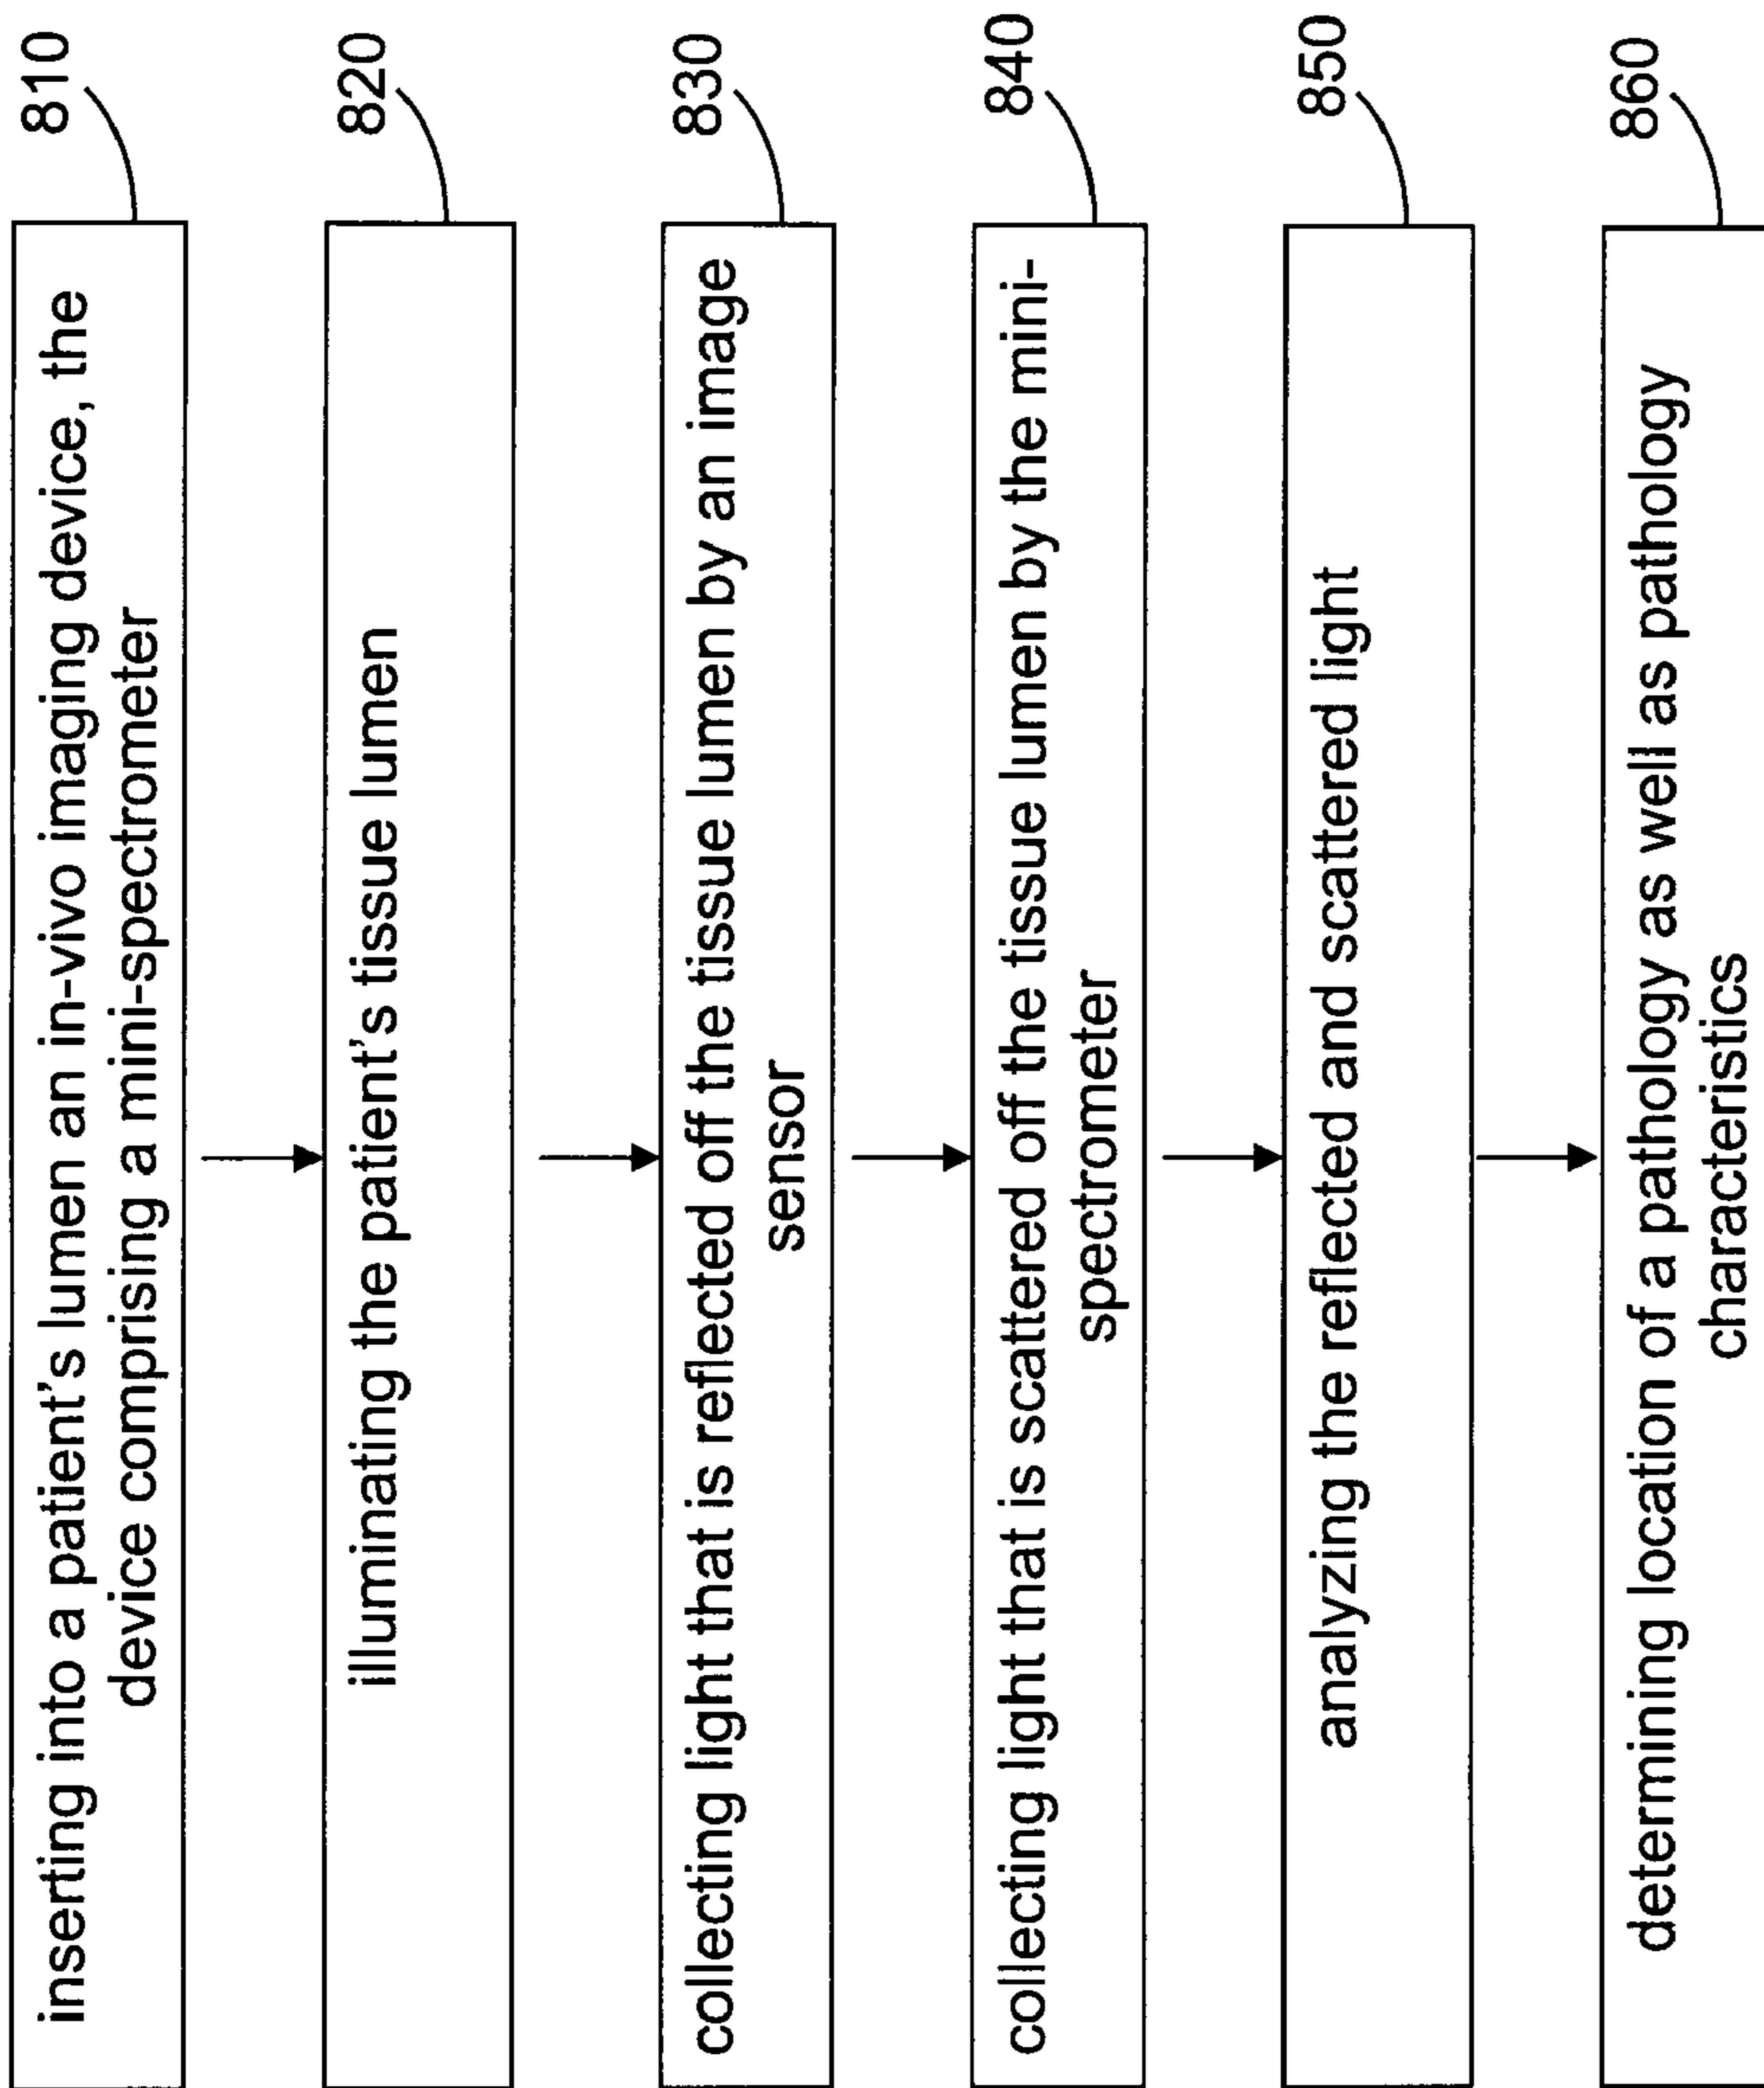 inserting into a patient's lumen an in-vivo imaging device, the
device comprising a mini-spectrometer
810
illuminating the patient's tissue lumen
820
collecting light that is reflected off the tissue lumen by an image
sensor
830
collecting light that is scattered off the tissue lumen by the mini-
spectrometer
840
analyzing the reflected and scattered light
850
determining location of a pathology as well as pathology
characteristics
860